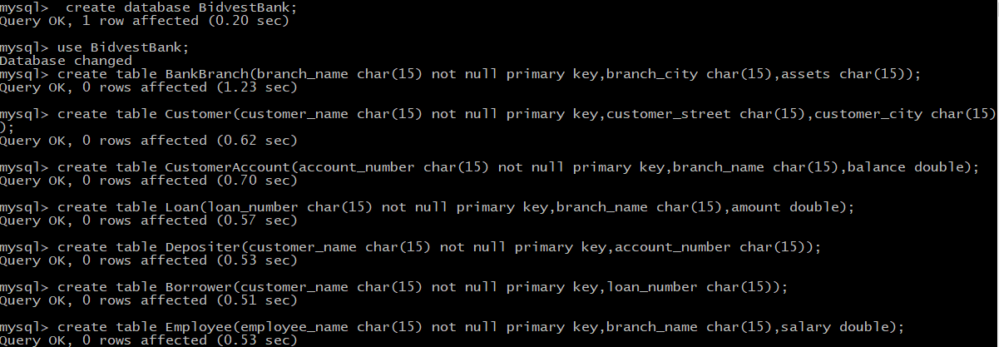 mysql>  create database BidvestBank;
Query OK, 1 row affected (0.20 sec)
mysql> use BidvestBank;
Database changed
mysql> create table BankBranch(branch_name char(15) not null primary key,branch_city char(15),assets char(15));
Query OK, 0 rows affected (1.23 sec)
mysql> create table Customer(customer_name char(15) not null primary key,customer_street char(15),customer_city char(15)
);
Query OK, 0 rows affected (0.62 sec)
mysql> create table CustomerAccount(account_number char(15) not null primary key,branch_name char(15),balance double);
Query OK, 0 rows affected (0.70 sec)
mysql> create table Loan(loan_number char(15) not null primary key,branch_name char(15),amount double);
Query OK, 0 rows affected (0.57 sec)
mysql> create table Depositer(customer_name char(15) not null primary key,account_number char(15));
Query OK, 0 rows affected (0.53 sec)
mysql> create table Borrower(customer_name char(15) not null primary key,loan_number char(15));
Query OK, 0 rows affected (0.51 sec)
mysql> create table Employee(employee_name char(15) not null primary key,branch_name char(15),salary double);
Query OK, 0 rows affected (0.53 sec)